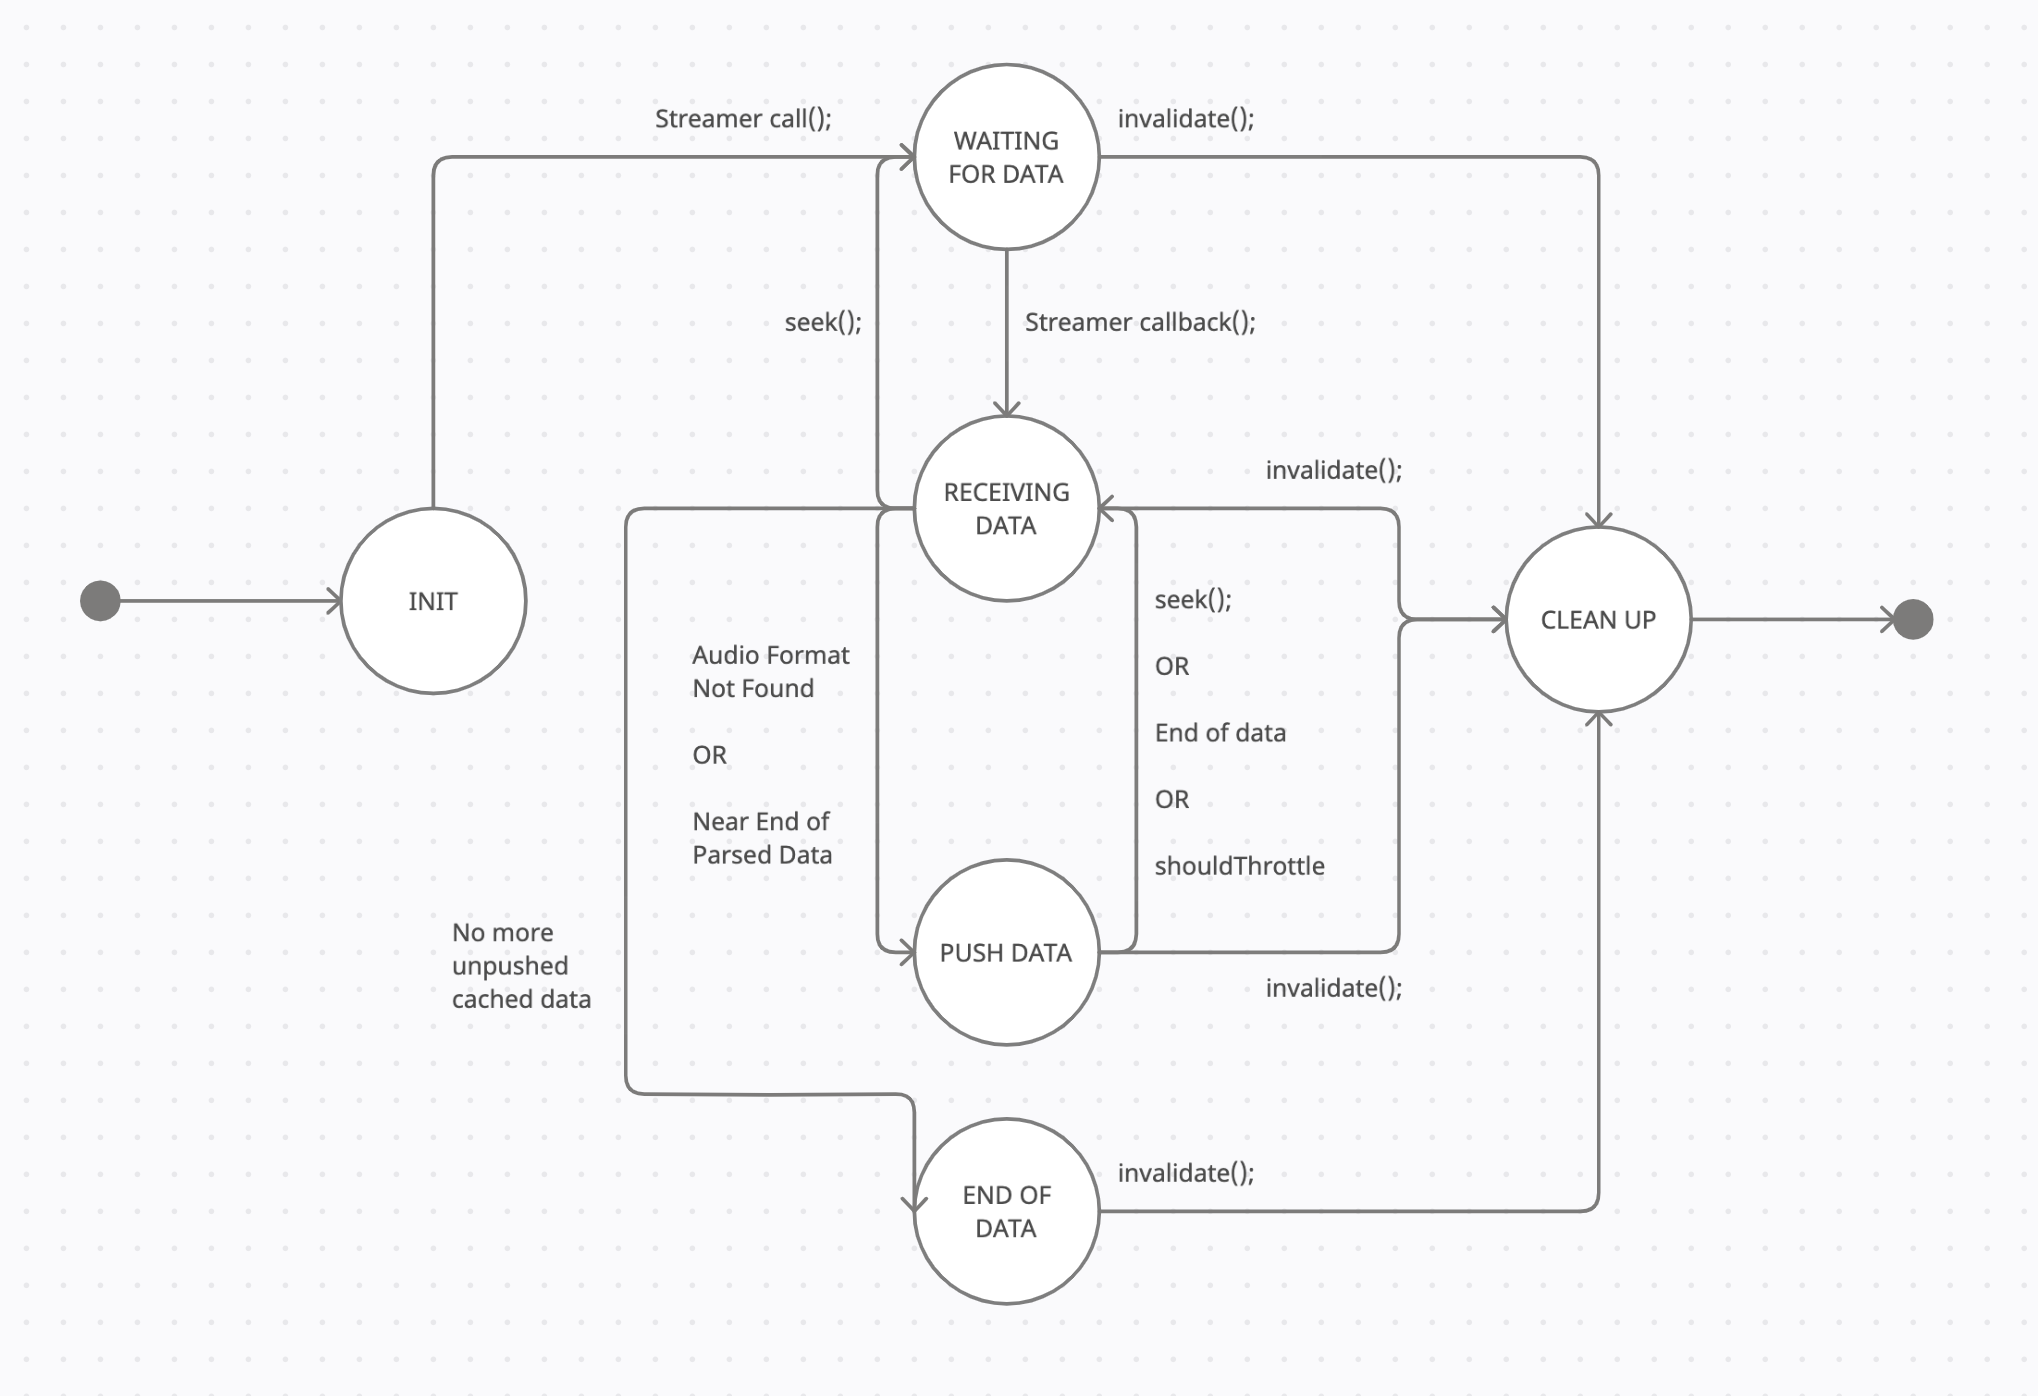 Streamer call();
WAITING
FOR DATA
invalidate();
seek();
Streamer callback();
RECEIVING
DATA
invalidate();
INIT
seek();
OR
End of data
OR
shouldThrottle
CLEAN UP
Audio Format
Not Found
OR
Near End of
Parsed Data
No more
unpushed
cached data
PUSH DATA
invalidate();
END OF
DATA
invalidate();